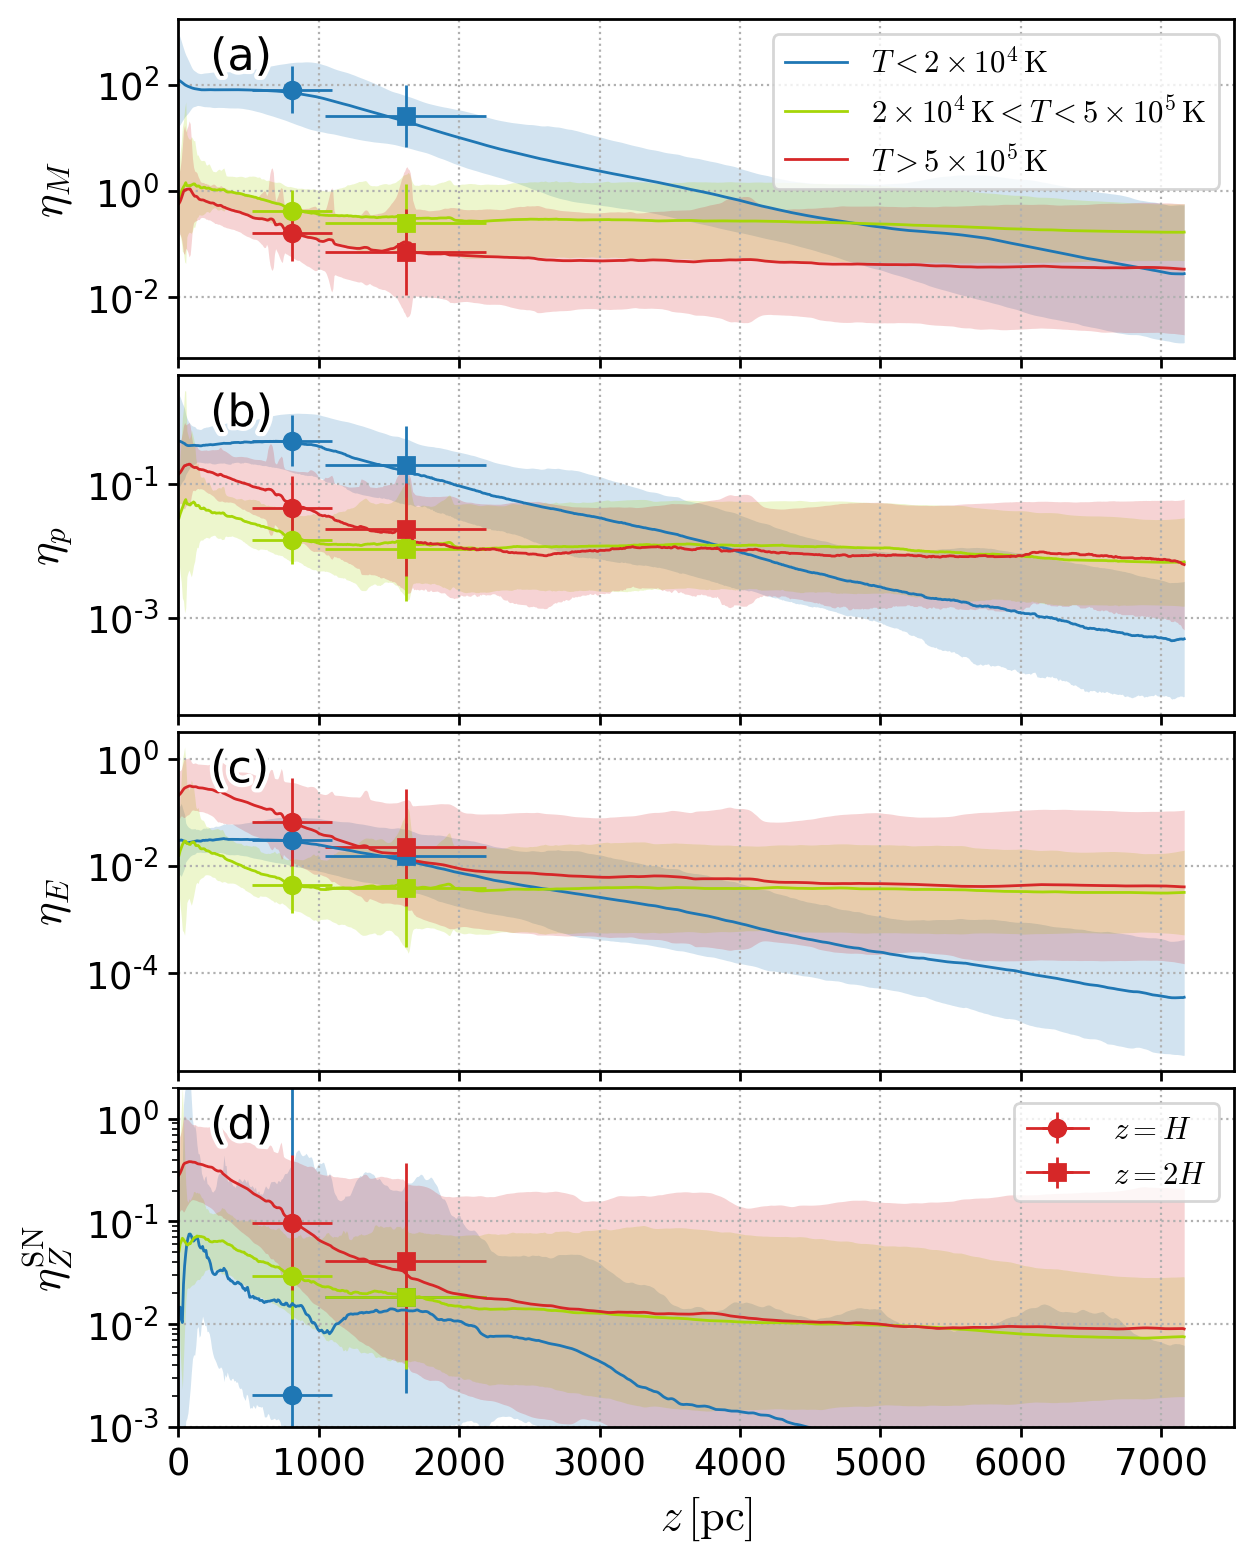 (a)
η_M
10^2
10^0
10^-2
T < 2 × 10^4 K
2 × 10^4 K < T < 5 × 10^5 K
T > 5 × 10^5 K
(b)
η_p
10^-1
10^-3
(c)
η_E
10^0
10^-2
10^-4
(d)
η_Z^SN
10^0
10^-1
10^-2
10^-3
z = H
z = 2H
0 1000 2000 3000 4000 5000 6000 7000
z [pc]